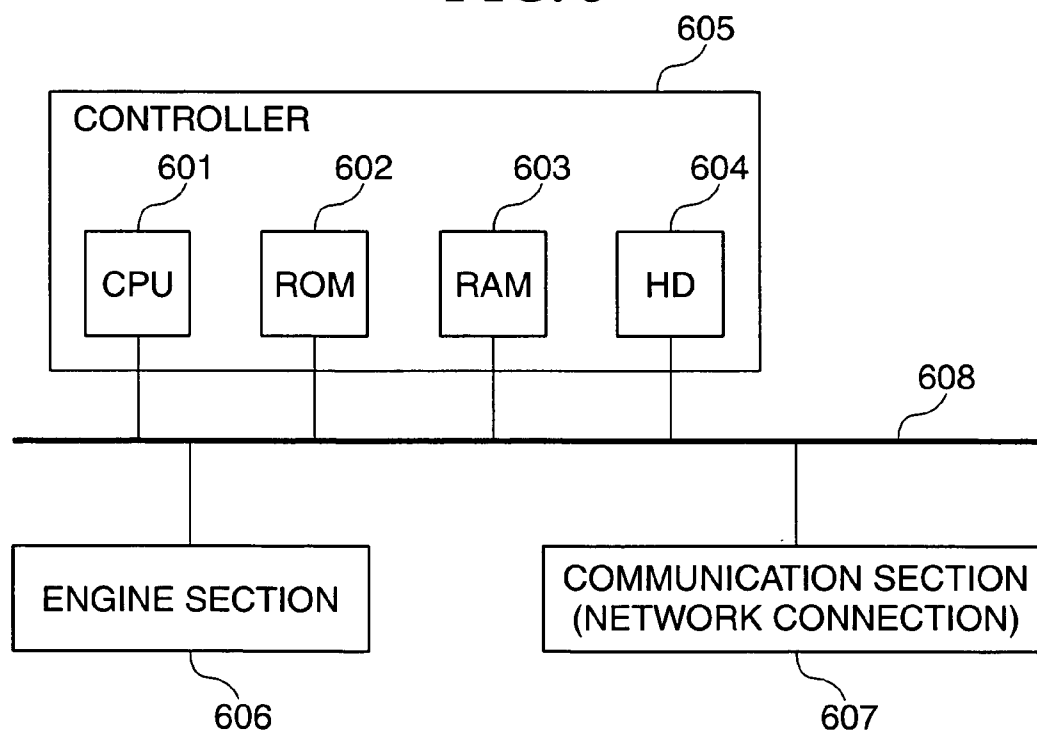 605
CONTROLLER
601 602 603 604
CPU ROM RAM HD
608
ENGINE SECTION
COMMUNICATION SECTION
(NETWORK CONNECTION)
606 607